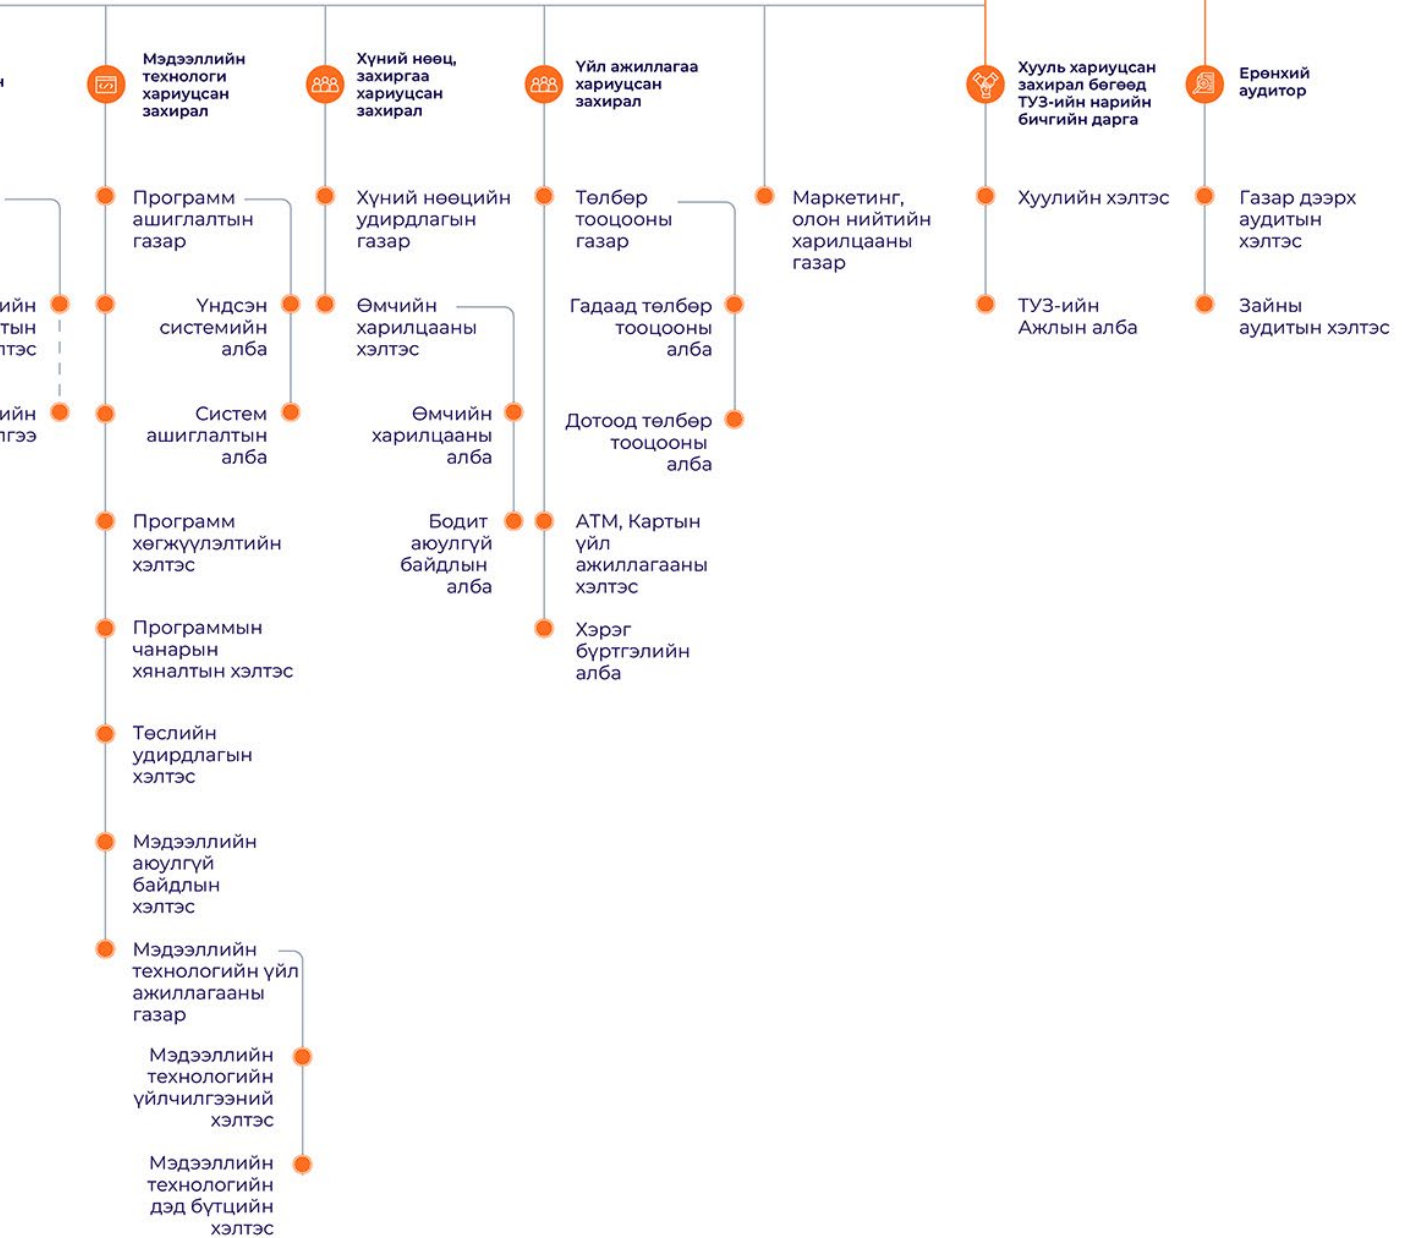 Мэдээллийн
технологи
хариуцсан
захирал
Программ
ашиглалтын
газар
Үндсэн
системийн
алба
Систем
ашиглалтын
алба
Программ
хөгжүүлэлтийн
хэлтэс
Программын
чанарын
хяналтын хэлтэс
Төслийн
удирдлагын
хэлтэс
Мэдээллийн
аюулгүй
байдлын
хэлтэс
Мэдээллийн
технологийн үйл
ажиллагааны
газар
Мэдээллийн
технологийн
үйлчилгээний
хэлтэс
Мэдээллийн
технологийн
дэд бүтцийн
хэлтэс
Хүний нөөц,
захиргаа
хариуцсан
захирал
Хүний нөөцийн
удирдлагын
газар
Өмчийн
харилцааны
хэлтэс
Өмчийн
харилцааны
алба
Бодит
аюулгүй
байдлын
алба
Үйл ажиллагаа
хариуцсан
захирал
Төлбөр
тооцооны
газар
Гадаад төлбөр
тооцооны
алба
Дотоод төлбөр
тооцооны
алба
АТМ, Картын
үйл
ажиллагааны
хэлтэс
Хэрэг
бүртгэлийн
алба
Маркетинг,
олон нийтийн
харилцааны
газар
Хууль хариуцсан
захирал бөгөөд
ТУЗ-ийн нарийн
бичгийн дарга
Хуулийн хэлтэс
ТУЗ-ийн
Ажлын алба
Ерөнхий
аудитор
Газар дээрх
аудитын
хэлтэс
Зайны
аудитын хэлтэс